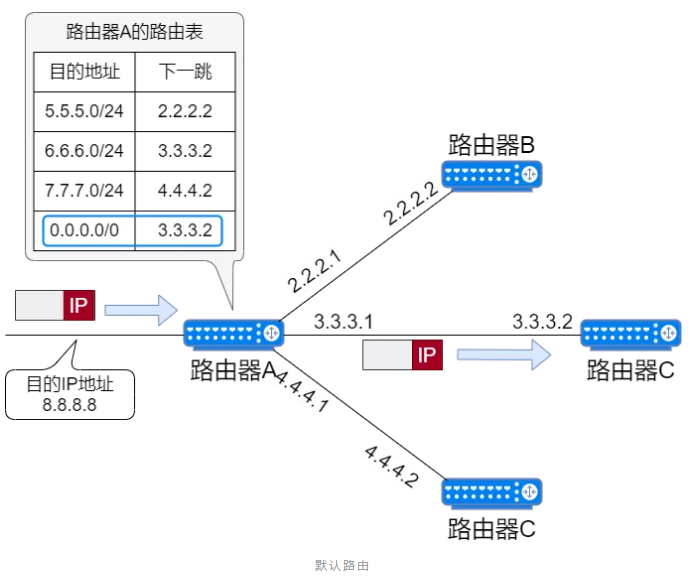 路由器A的路由表
目的地址 下一跳
5.5.5.0/24 2.2.2.2
6.6.6.0/24 3.3.3.2
7.7.7.0/24 4.4.4.2
0.0.0.0/0 3.3.3.2
路由器B
2.2.2.2
2.2.2.1
IP
3.3.3.1
3.3.3.2
IP
路由器A
路由器C
目的IP地址
8.8.8.8
4.4.4.1
4.4.4.2
路由器C
默认路由